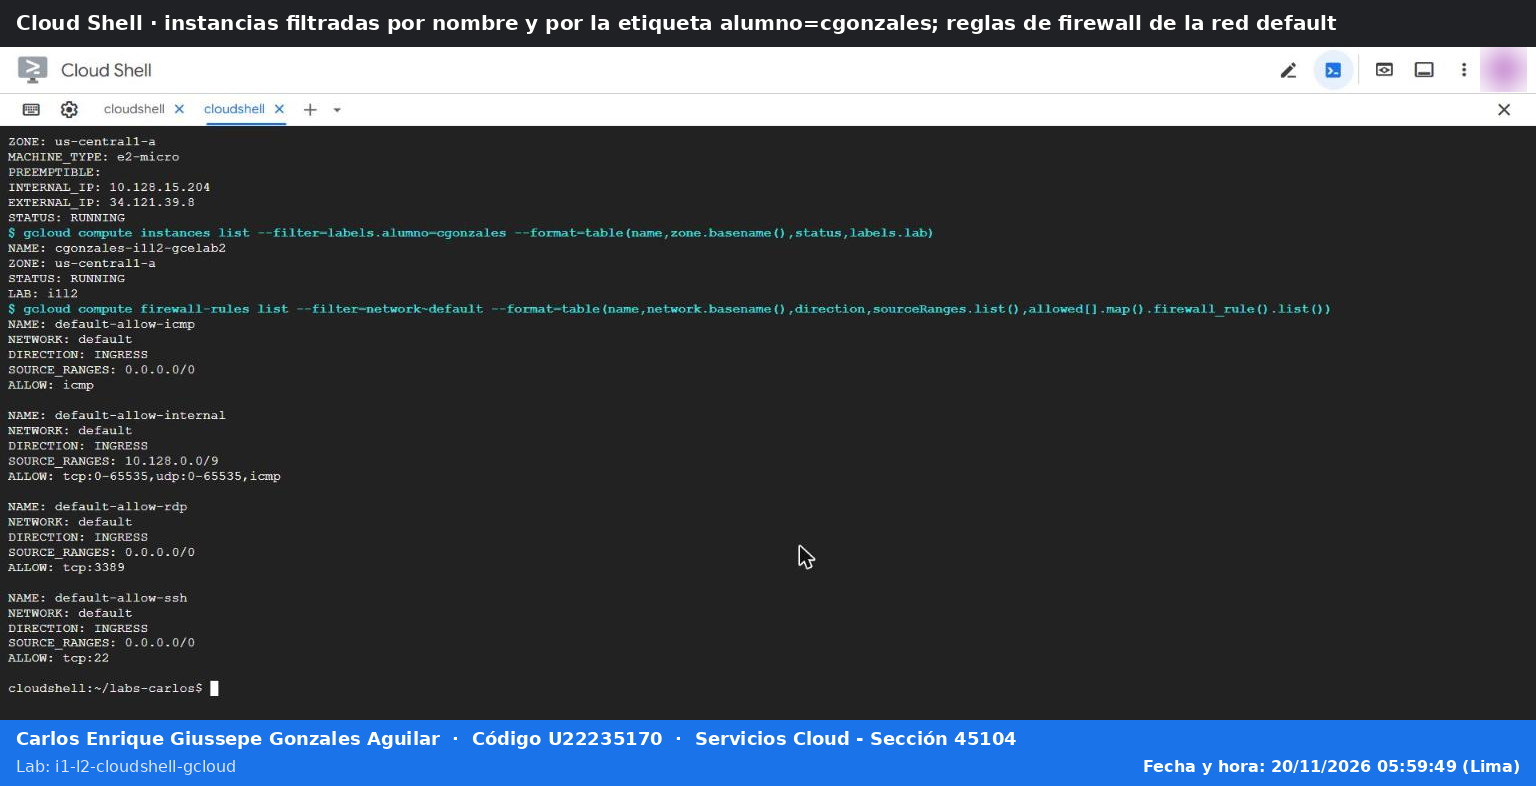 Cloud Shell · instancias filtradas por nombre y por la etiqueta alumno=cgonzales; reglas de firewall de la red default
Cloud Shell
cloudshell
cloudshell
ZONE: us-central1-a
MACHINE_TYPE: e2-micro
PREEMPTIBLE:
INTERNAL_IP: 10.128.15.204
EXTERNAL_IP: 34.121.39.8
STATUS: RUNNING
$ gcloud compute instances list --filter=labels.alumno=cgonzales --format=table(name,zone.basename(),status,labels.lab)
NAME: cgonzales-i1l2-gcelab2
ZONE: us-central1-a
STATUS: RUNNING
LAB: i1l2
$ gcloud compute firewall-rules list --filter=network~default --format=table(name,network.basename(),direction,sourceRanges.list(),allowed[].map().firewall_rule().list())
NAME: default-allow-icmp
NETWORK: default
DIRECTION: INGRESS
SOURCE_RANGES: 0.0.0.0/0
ALLOW: icmp
NAME: default-allow-internal
NETWORK: default
DIRECTION: INGRESS
SOURCE_RANGES: 10.128.0.0/9
ALLOW: tcp:0-65535,udp:0-65535,icmp
NAME: default-allow-rdp
NETWORK: default
DIRECTION: INGRESS
SOURCE_RANGES: 0.0.0.0/0
ALLOW: tcp:3389
NAME: default-allow-ssh
NETWORK: default
DIRECTION: INGRESS
SOURCE_RANGES: 0.0.0.0/0
ALLOW: tcp:22
cloudshell:~/labs-carlos$
Carlos Enrique Giussepe Gonzales Aguilar · Código U22235170 · Servicios Cloud - Sección 45104
Lab: i1-l2-cloudshell-gcloud
Fecha y hora: 20/11/2026 05:59:49 (Lima)